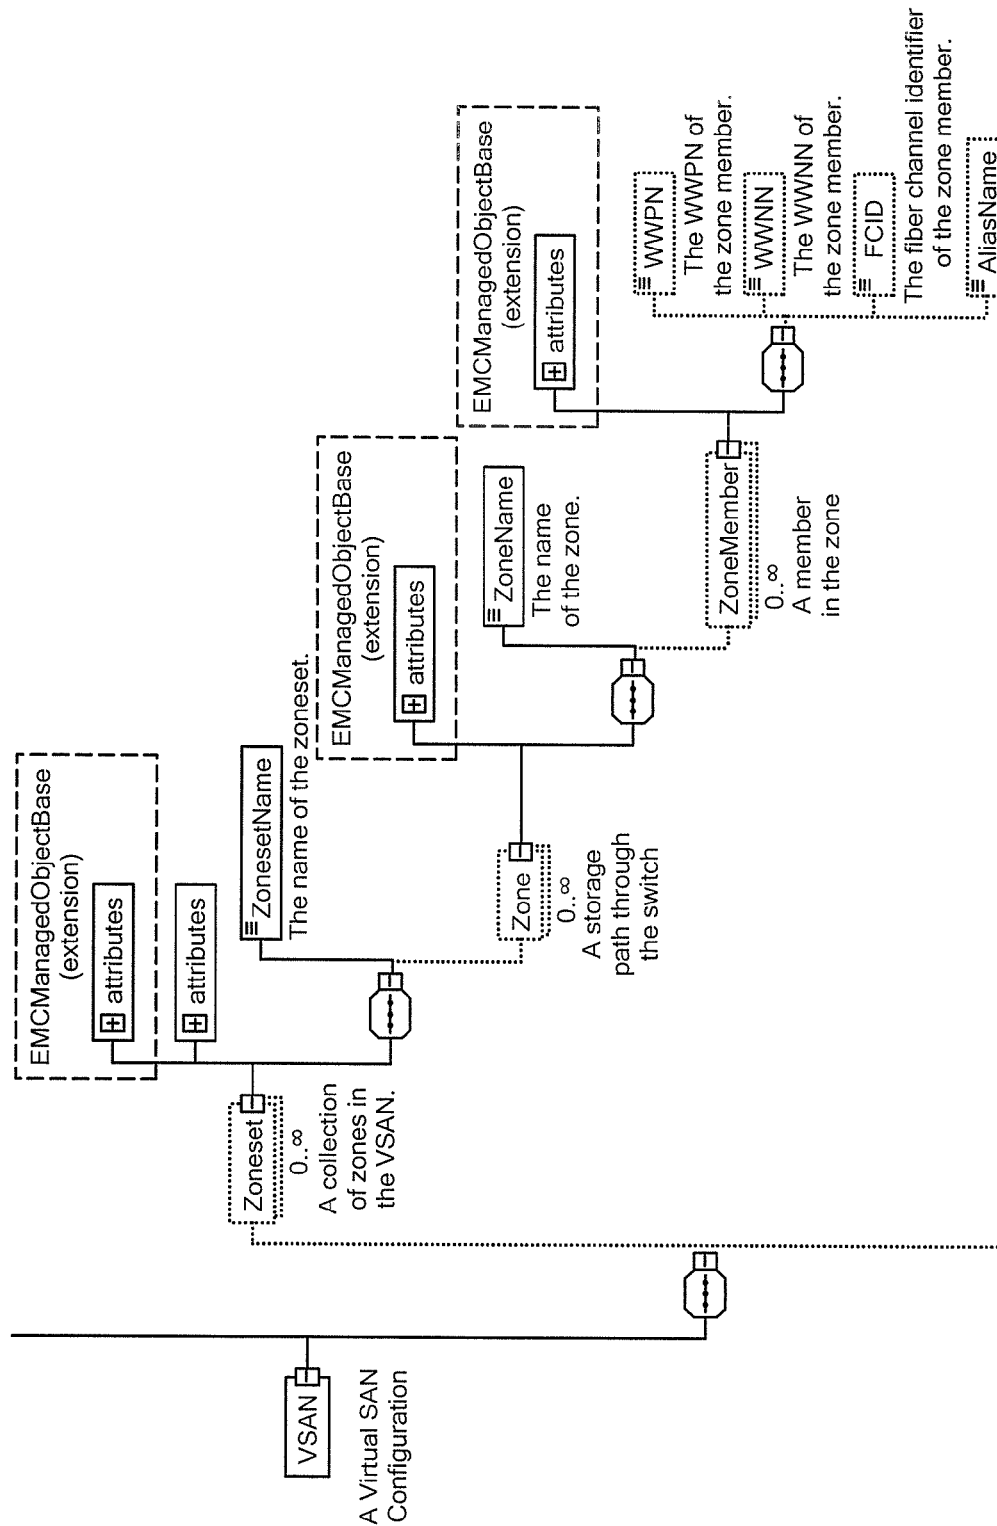 VSAN
A Virtual SAN
Configuration
Zoneset
0..∞
A collection
of zones in
the VSAN.
EMCManagedObjectBase
(extension)
attributes
attributes
ZonesetName
The name of the zoneset.
Zone
0..∞
A storage
path through
the switch
EMCManagedObjectBase
(extension)
attributes
ZoneName
The name
of the zone.
ZoneMember
0..∞
A member
in the zone
EMCManagedObjectBase
(extension)
attributes
WWPN
The WWPN of
the zone member.
WWNN
The WWNN of
the zone member.
FCID
The fiber channel identifier
of the zone member.
AliasName